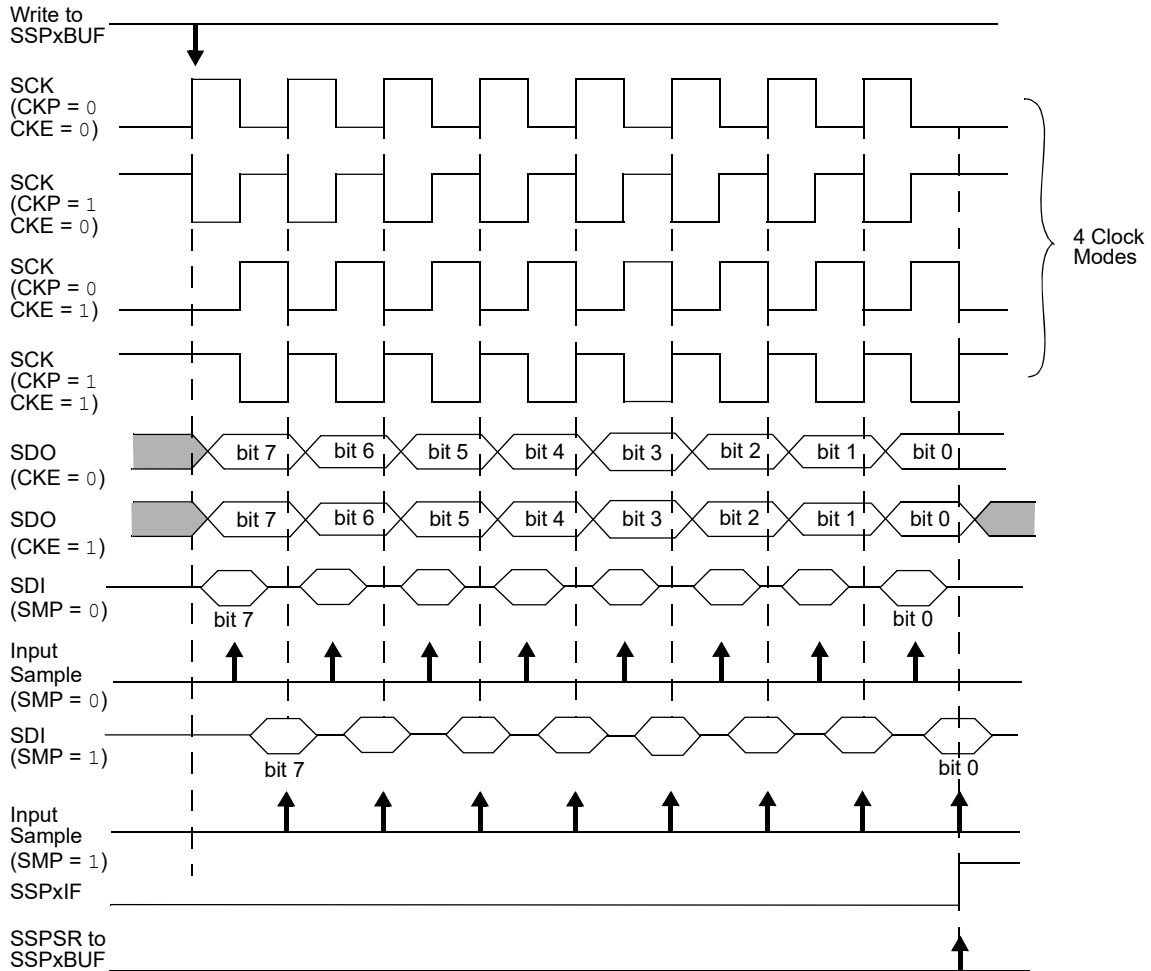 Write to
SSPxBUF
SCK
(CKP = 0
CKE = 0)
SCK
(CKP = 1
CKE = 0)
SCK
(CKP = 0
CKE = 1)
SCK
(CKP = 1
CKE = 1)
4 Clock
Modes
SDO
(CKE = 0)
bit 7 bit 6 bit 5 bit 4 bit 3 bit 2 bit 1 bit 0
SDO
(CKE = 1)
bit 7 bit 6 bit 5 bit 4 bit 3 bit 2 bit 1 bit 0
SDI
(SMP = 0)
bit 7 bit 0
Input
Sample
(SMP = 0)
SDI
(SMP = 1)
bit 7 bit 0
Input
Sample
(SMP = 1)
SSPxIF
SSPSR to
SSPxBUF